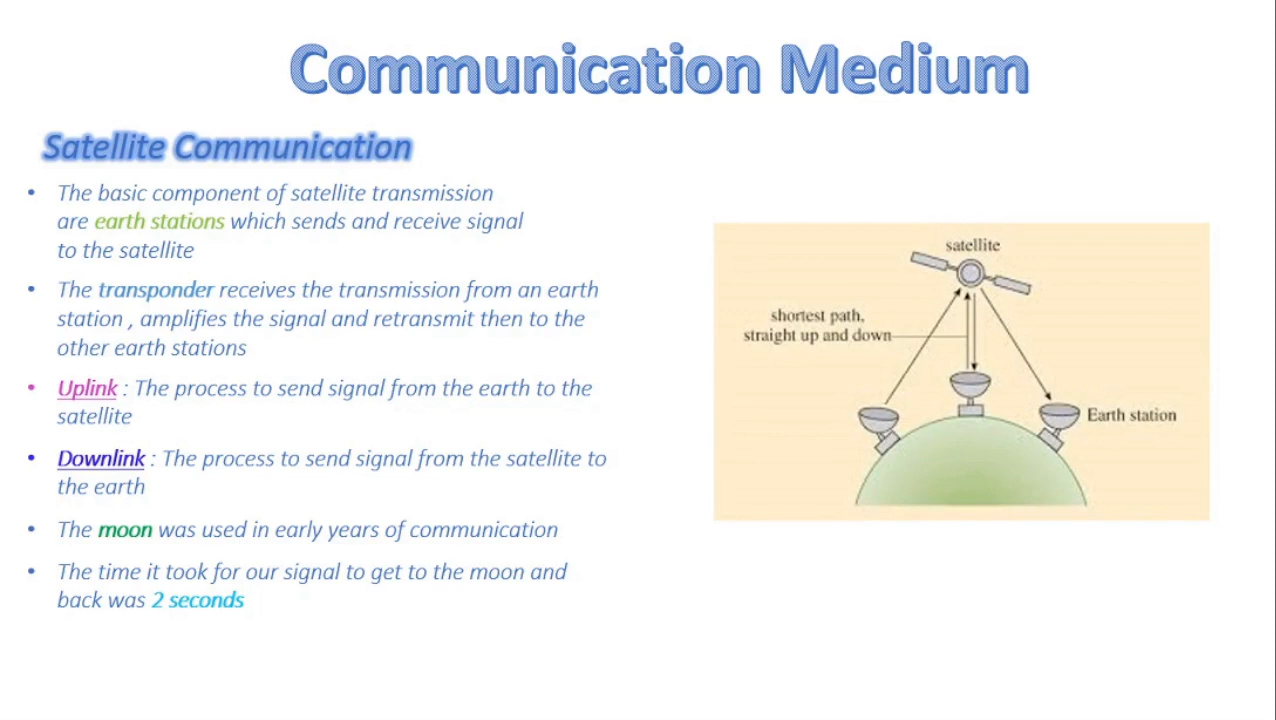 Communication Medium
Satellite Communication
• The basic component of satellite transmission
are earth stations which sends and receive signal
to the satellite
• The transponder receives the transmission from an earth
station , amplifies the signal and retransmit then to the
other earth stations
• Uplink : The process to send signal from the earth to the
satellite
• Downlink : The process to send signal from the satellite to
the earth
• The moon was used in early years of communication
• The time it took for our signal to get to the moon and
back was 2 seconds
satellite
shortest path,
straight up and down
Earth station